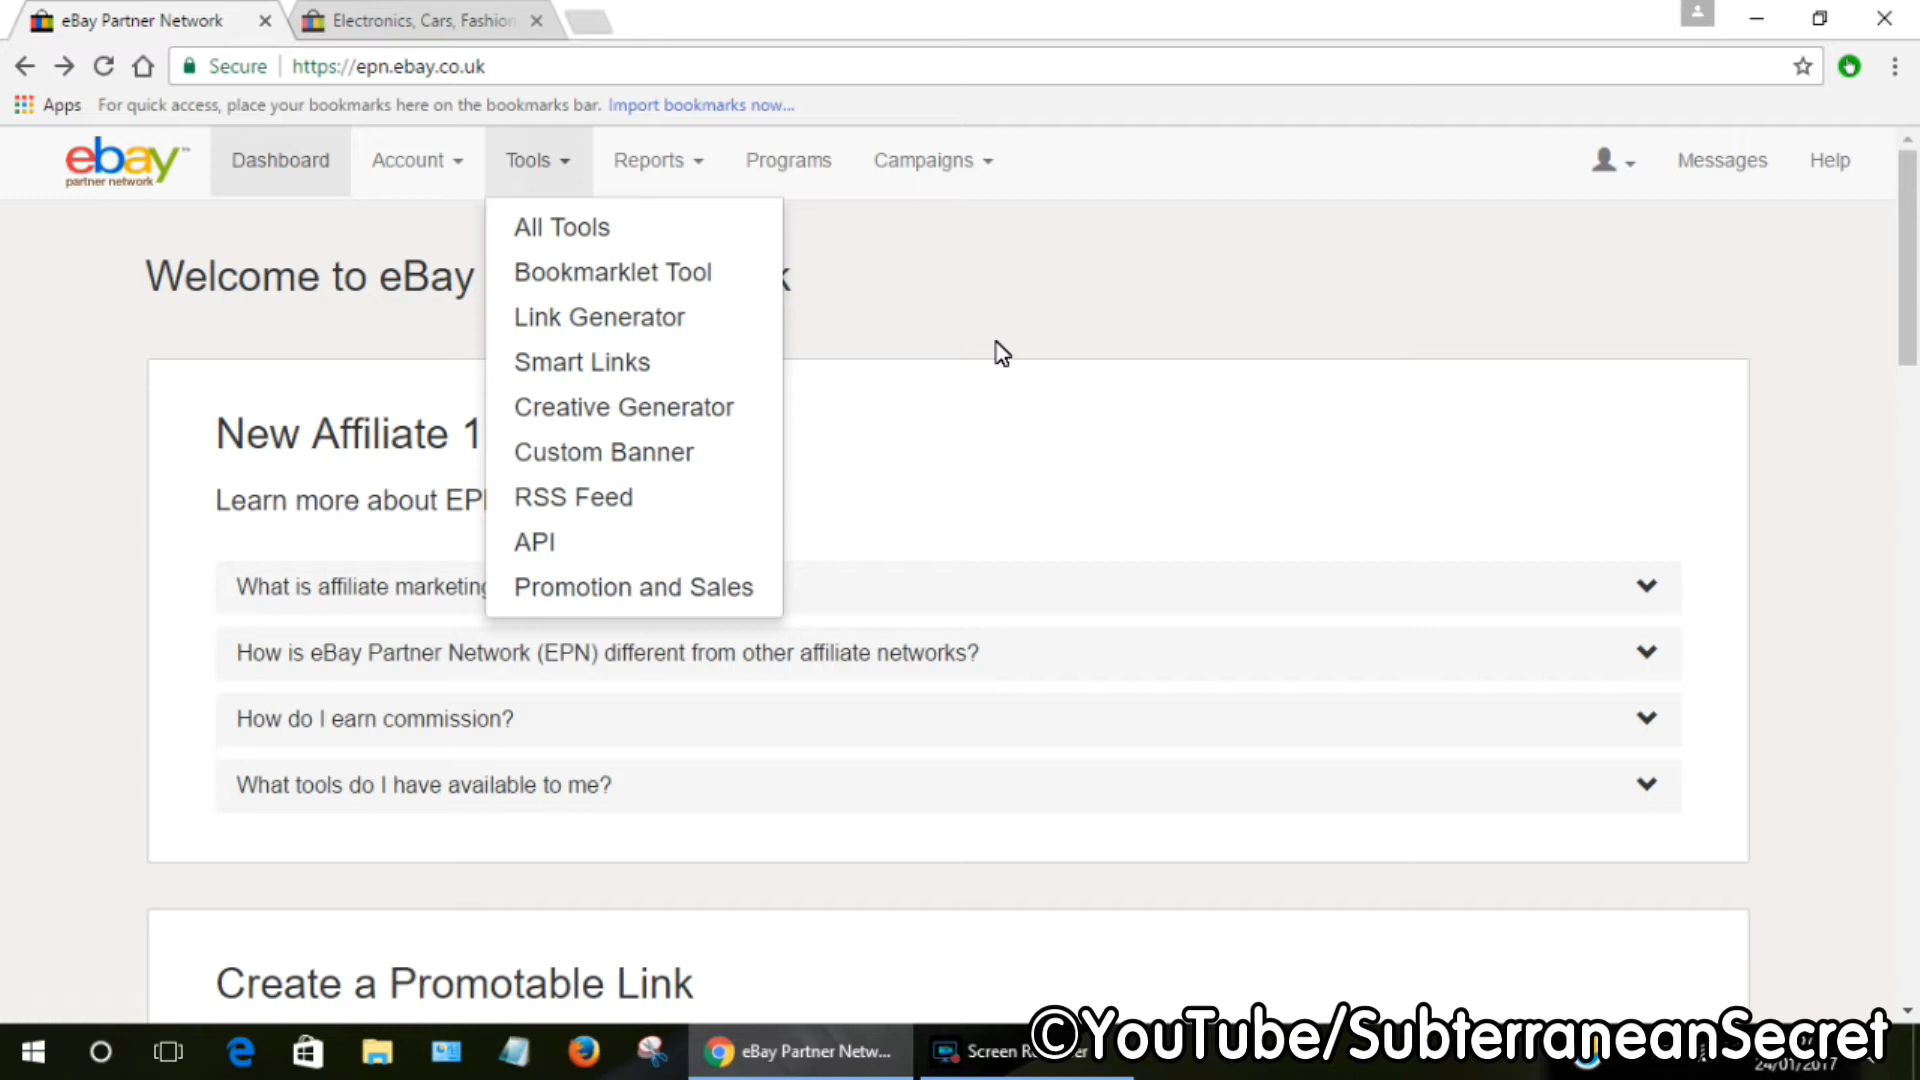 eBay Partner Network
Electronics, Cars, Fashion
Secure
https://epn.ebay.co.uk
Apps
For quick access, place your bookmarks here on the bookmarks bar.
Import bookmarks now...
ebay™
partner network
Dashboard
Account
Tools
Reports
Programs
Campaigns
Messages
Help
All Tools
Bookmarklet Tool
Link Generator
Smart Links
Creative Generator
Custom Banner
RSS Feed
API
Promotion and Sales
Welcome to eBay
New Affiliate 1
Learn more about
What is affiliate marketing
How is eBay Partner Network (EPN) different from other affiliate networks?
How do I earn commission?
What tools do I have available to me?
Create a Promotable Link
eBay Partner Netw...
Screen
©YouTube/SubterraneanSecret
24/01/2017